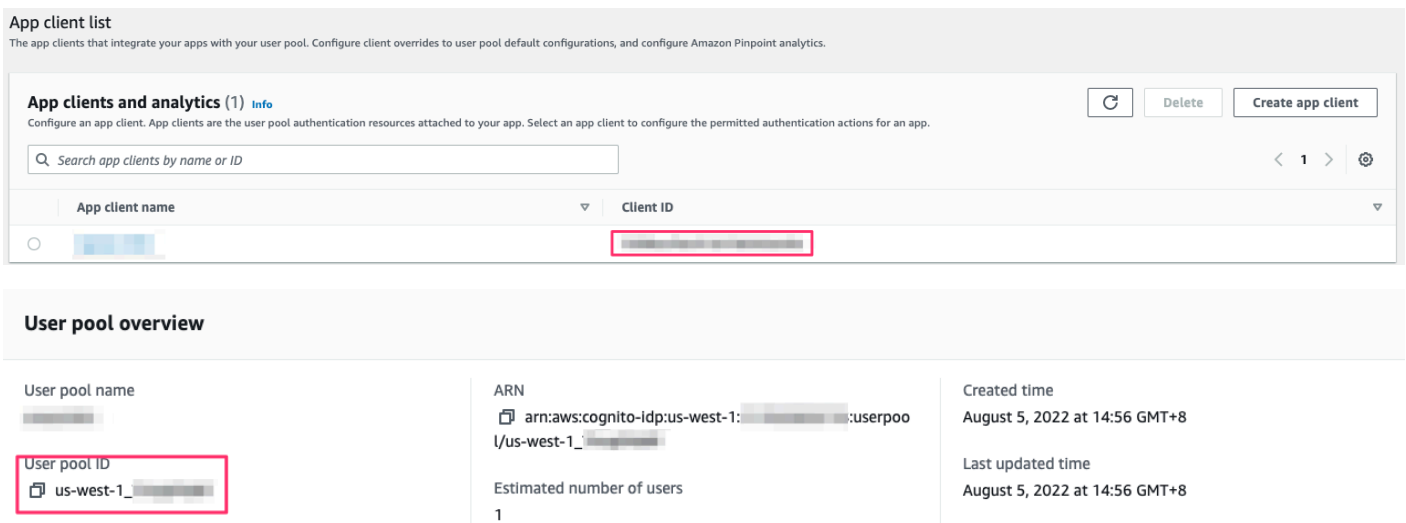 App client list
The app clients that integrate your apps with your user pool. Configure client overrides to user pool default configurations, and configure Amazon Pinpoint analytics.
App clients and analytics (1) Info
Delete
Create app client
Configure an app client. App clients are the user pool authentication resources attached to your app. Select an app client to configure the permitted authentication actions for an app.
Search app clients by name or ID
1
App client name
Client ID
User pool overview
User pool name
ARN
arn:aws:cognito-idp:us-west-1: :userpoo
l/us-west-1_
Created time
August 5, 2022 at 14:56 GMT+8
User pool ID
us-west-1_
Estimated number of users
1
Last updated time
August 5, 2022 at 14:56 GMT+8